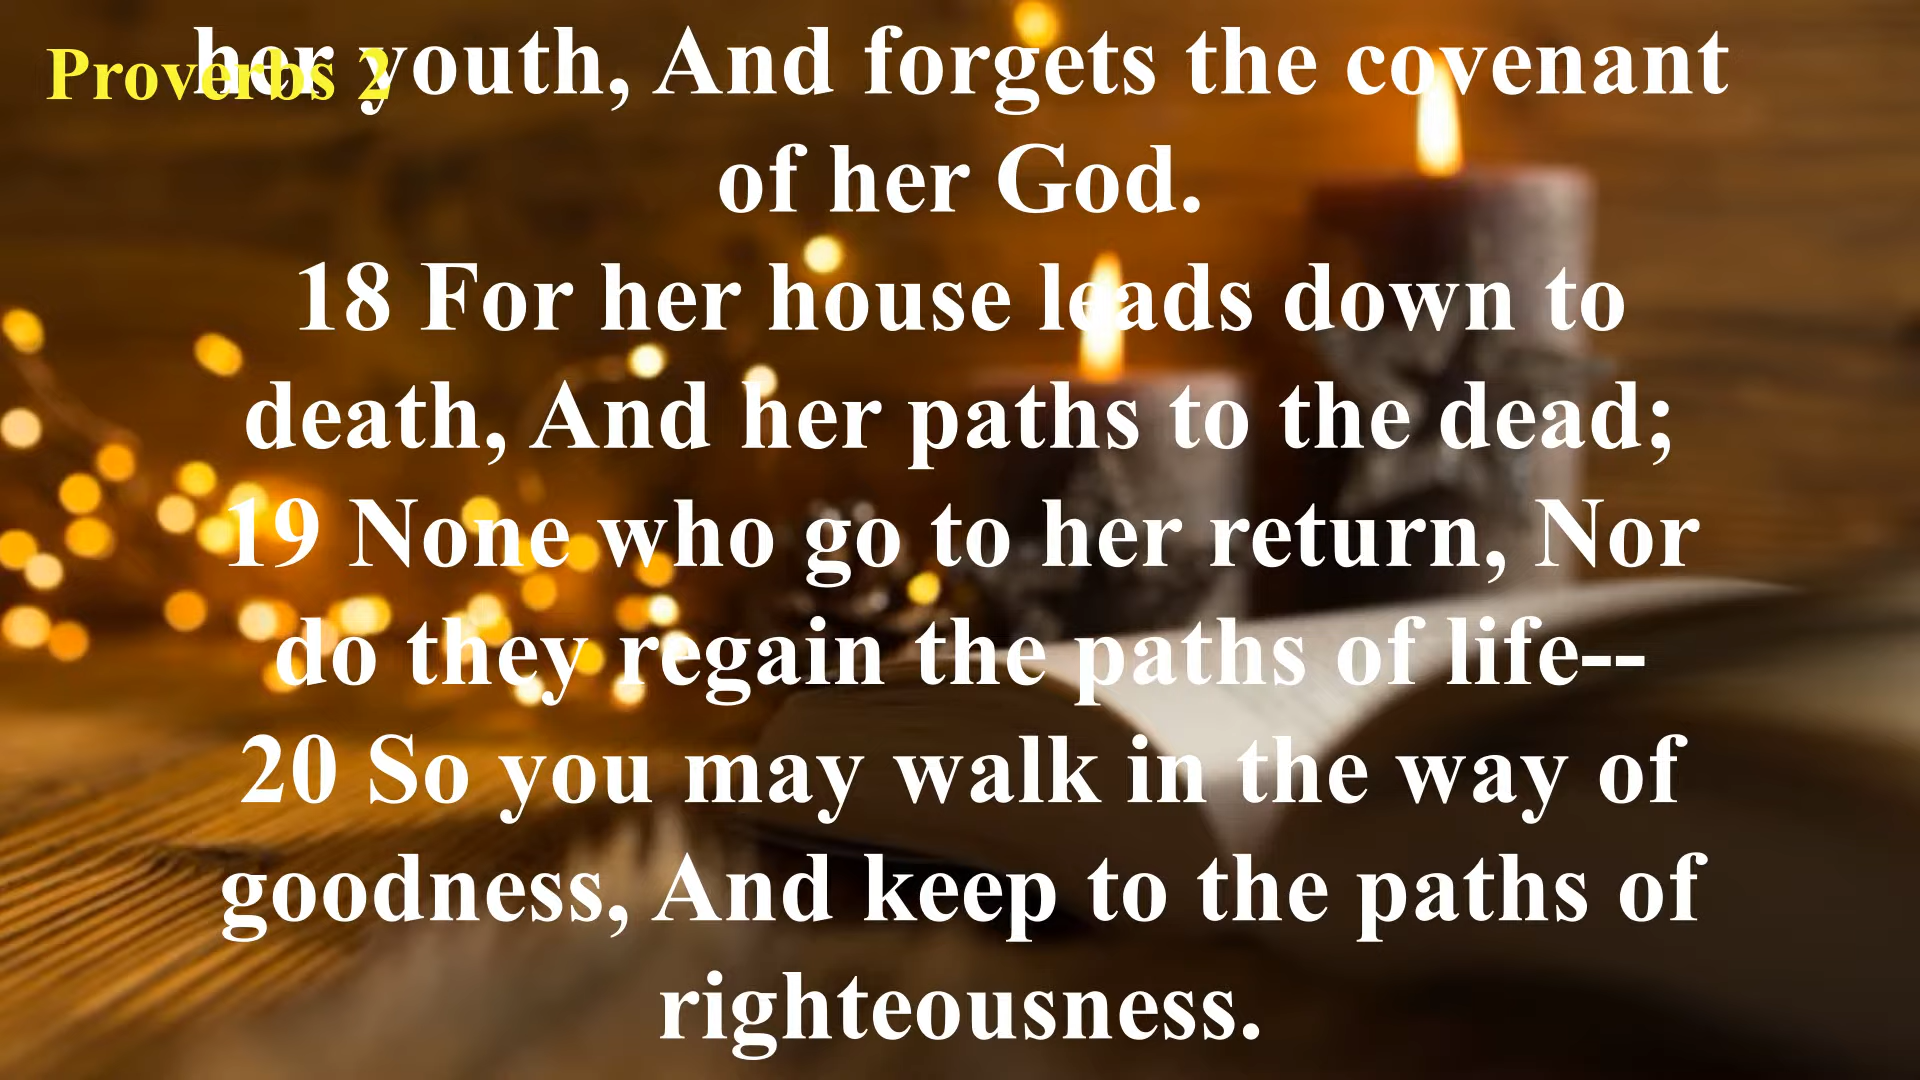 Proverbs 2
her youth, And forgets the covenant
of her God.
18 For her house leads down to
death, And her paths to the dead;
19 None who go to her return, Nor
do they regain the paths of life--
20 So you may walk in the way of
goodness, And keep to the paths of
righteousness.